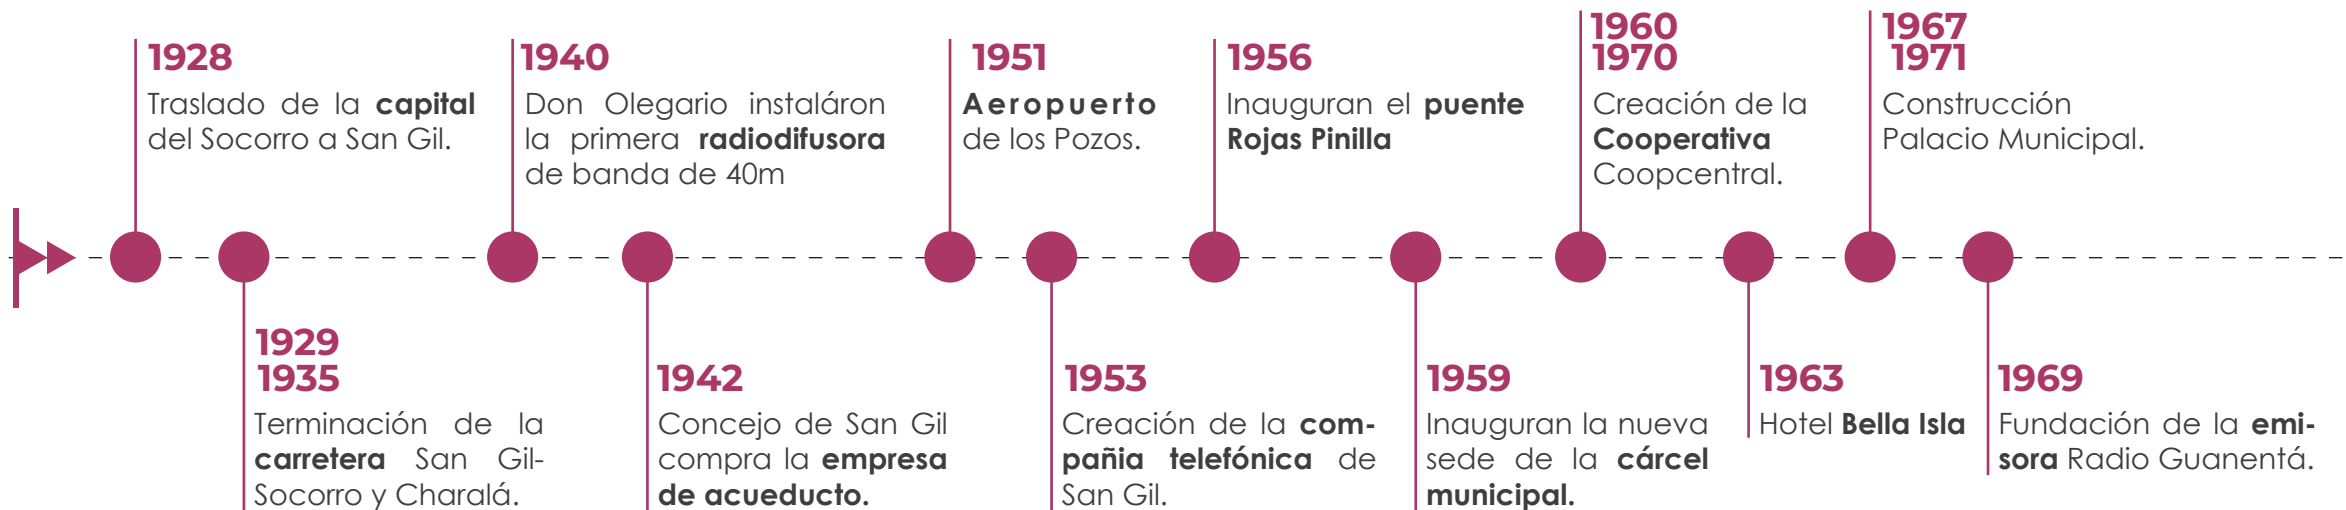 1928
Traslado de la capital
del Socorro a San Gil.
1929
1935
Terminación de la
carretera San Gil-
Socorro y Charalá.
1940
Don Olegario instaláron
la primera radiodifusora
de banda de 40m
1942
Concejo de San Gil
compra la empresa
de acueducto.
1951
Aeropuerto
de los Pozos.
1953
Creación de la com-
pañia telefónica de
San Gil.
1956
Inauguran el puente
Rojas Pinilla
1959
Inauguran la nueva
sede de la cárcel
municipal.
1960
1970
Creación de la
Cooperativa
Coopcentral.
1963
Hotel Bella Isla
1967
1971
Construcción
Palacio Municipal.
1969
Fundación de la emi-
sora Radio Guanentá.